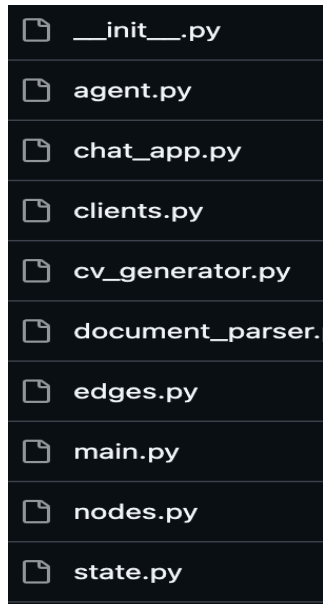 __init__.py
agent.py
chat_app.py
clients.py
cv_generator.py
document_parser.
edges.py
main.py
nodes.py
state.py